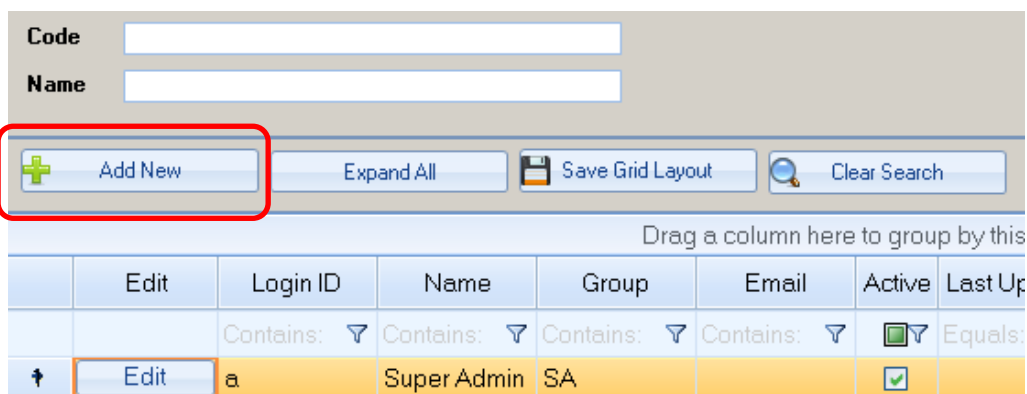 Code
Name
Add New Expand All Save Grid Layout Clear Search
Drag a column here to group by this
Edit Login ID Name Group Email Active Last Up
Contains: Contains: Contains: Contains: Equals:
Edit a Super Admin SA